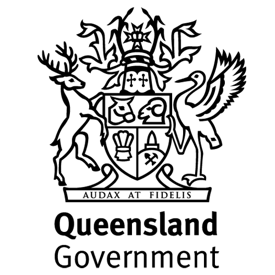 AUDAX AT FIDELIS
Queensland
Government